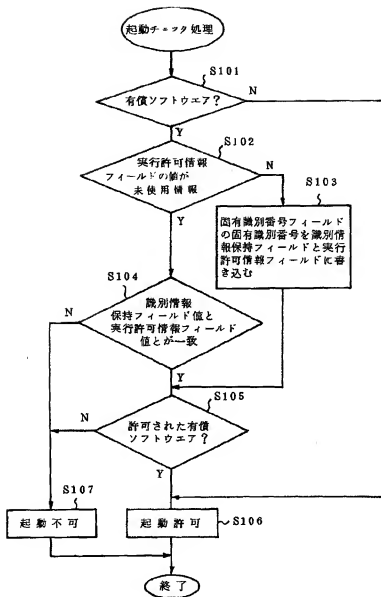 起動チェック処理
S101
有償ソフトウエア?
N
Y
S102
実行許可情報
フィールドの値が
未使用情報
N
Y
S103
固有識別番号フィールド
の固有識別番号を識別情
報保持フィールドと実行
許可情報フィールドに書
き込む
S104
識別情報
保持フィールド値と
実行許可情報フィールド
値とが一致
N
Y
S105
許可された有償
ソフトウエア?
N
Y
S107
起動不可
起動許可
S106
終了